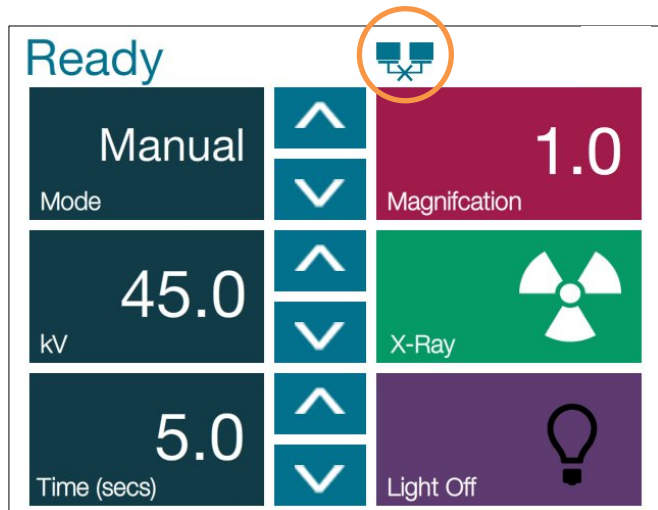 Ready
Manual
Mode
1.0
Magnifcation
45.0
kV
X-Ray
5.0
Time (secs)
Light Off